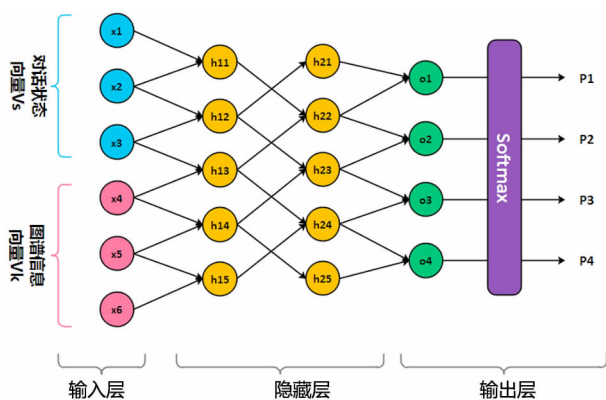 对话状态
向量Vs
图谱信息
向量Vk
x1
x2
x3
x4
x5
x6
h11
h12
h13
h14
h15
h21
h22
h23
h24
h25
o1
o2
o3
o4
Softmax
P1
P2
P3
P4
输入层
隐藏层
输出层